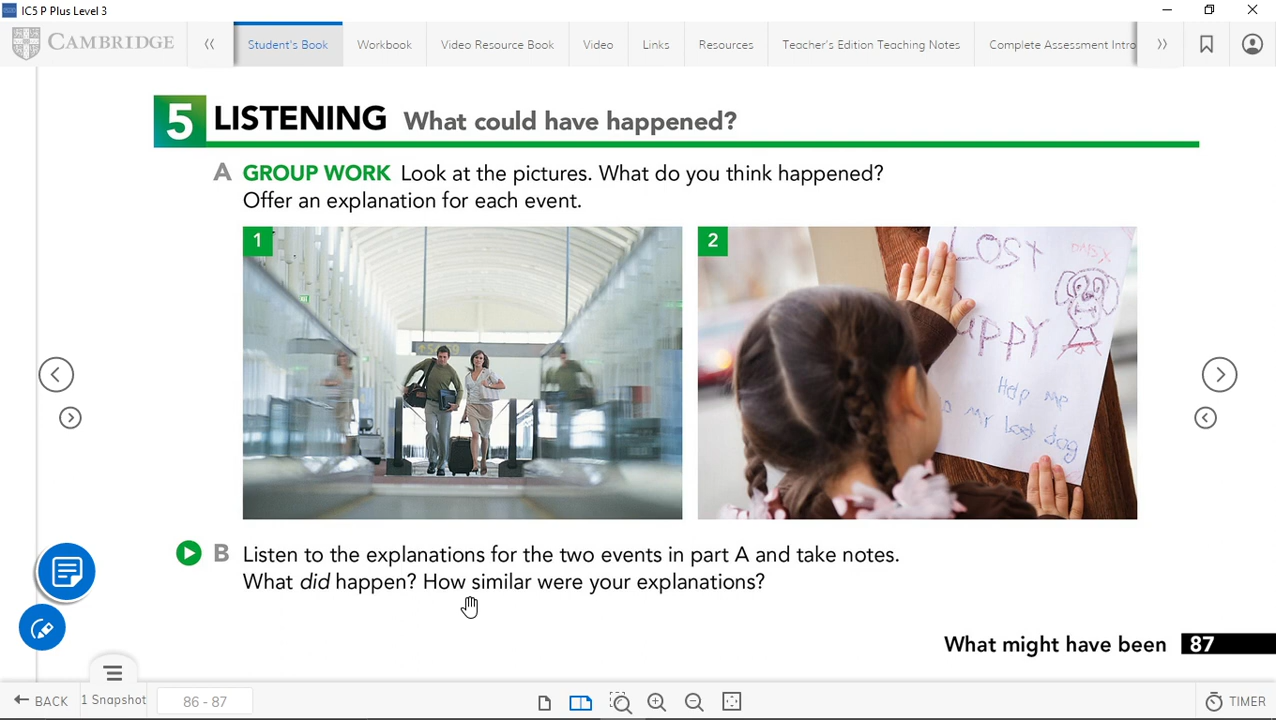 IC5 P Plus Level 3
CAMBRIDGE
Student's Book
Workbook
Video Resource Book
Video
Links
Resources
Teacher's Edition Teaching Notes
Complete Assessment Intro
5 LISTENING What could have happened?
A GROUP WORK Look at the pictures. What do you think happened?
Offer an explanation for each event.
1
2
LOST
DAISY
Help me
my lost dog
B Listen to the explanations for the two events in part A and take notes.
What did happen? How similar were your explanations?
What might have been 87
BACK
1 Snapshot
86 - 87
TIMER